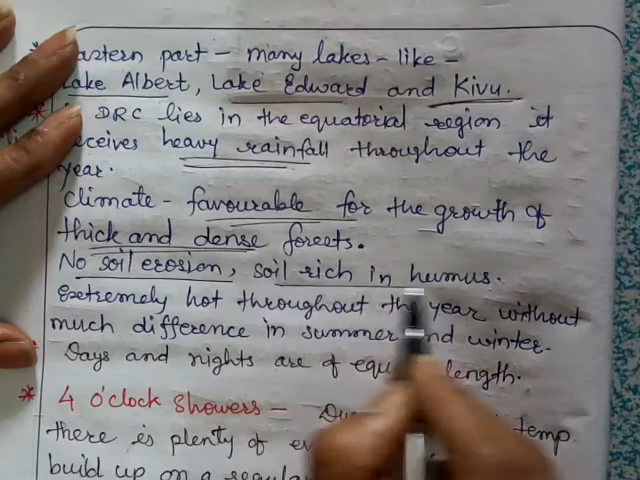 eastern part - many lakes - like -
Lake Albert, Lake Edward and Kivu.
* DRC lies in the equatorial region it
receives heavy rainfall throughout the
year.
Climate - favourable for the growth of
thick and dense forests.
No soil erosion, soil rich in humus.
Extremely hot throughout the year without
much difference in summer and winter.
Days and nights are of equal length.
* 4 o'clock Showers - temp
there is plenty of
build up on a